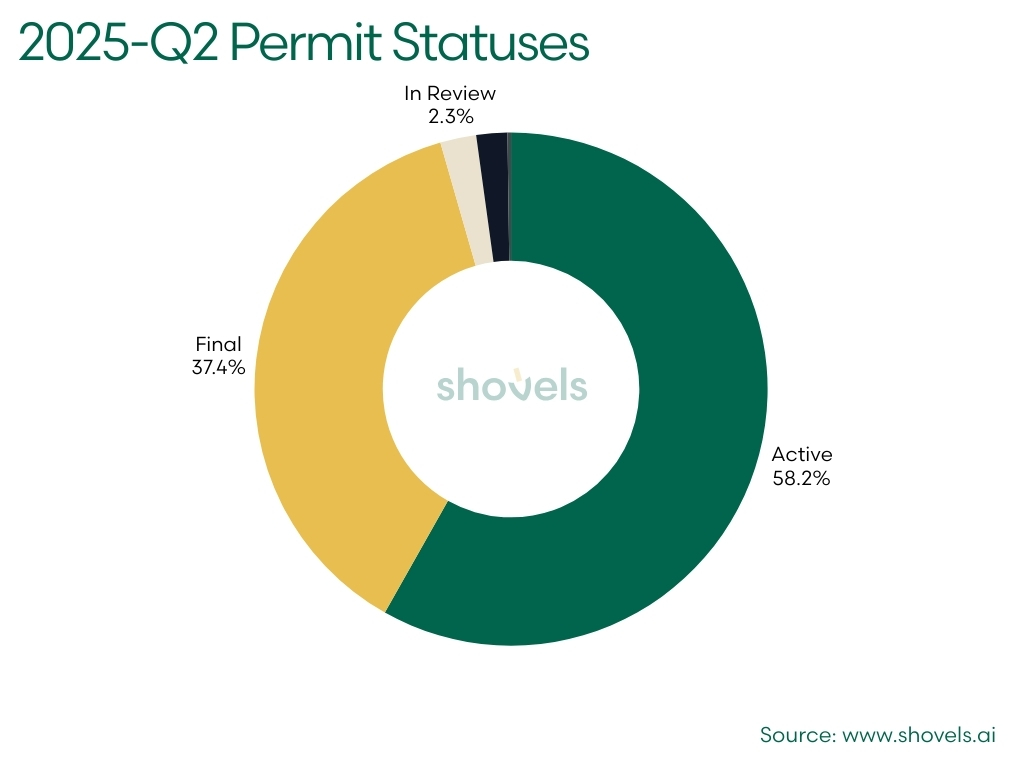 2025-Q2 Permit Statuses
In Review
2.3%
Final
37.4%
shovels
Active
58.2%
Source: www.shovels.ai